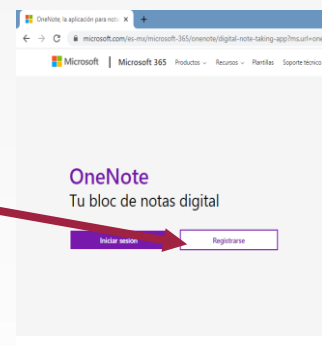 OneNote, la aplicación para nota
microsoft.com/es-mx/microsoft-365/onenote/digital-note-taking-app?ms.url=one
Microsoft | Microsoft 365 Productos Recursos Plantillas Soporte técnico
OneNote
Tu bloc de notas digital
Iniciar sesión Registrarse